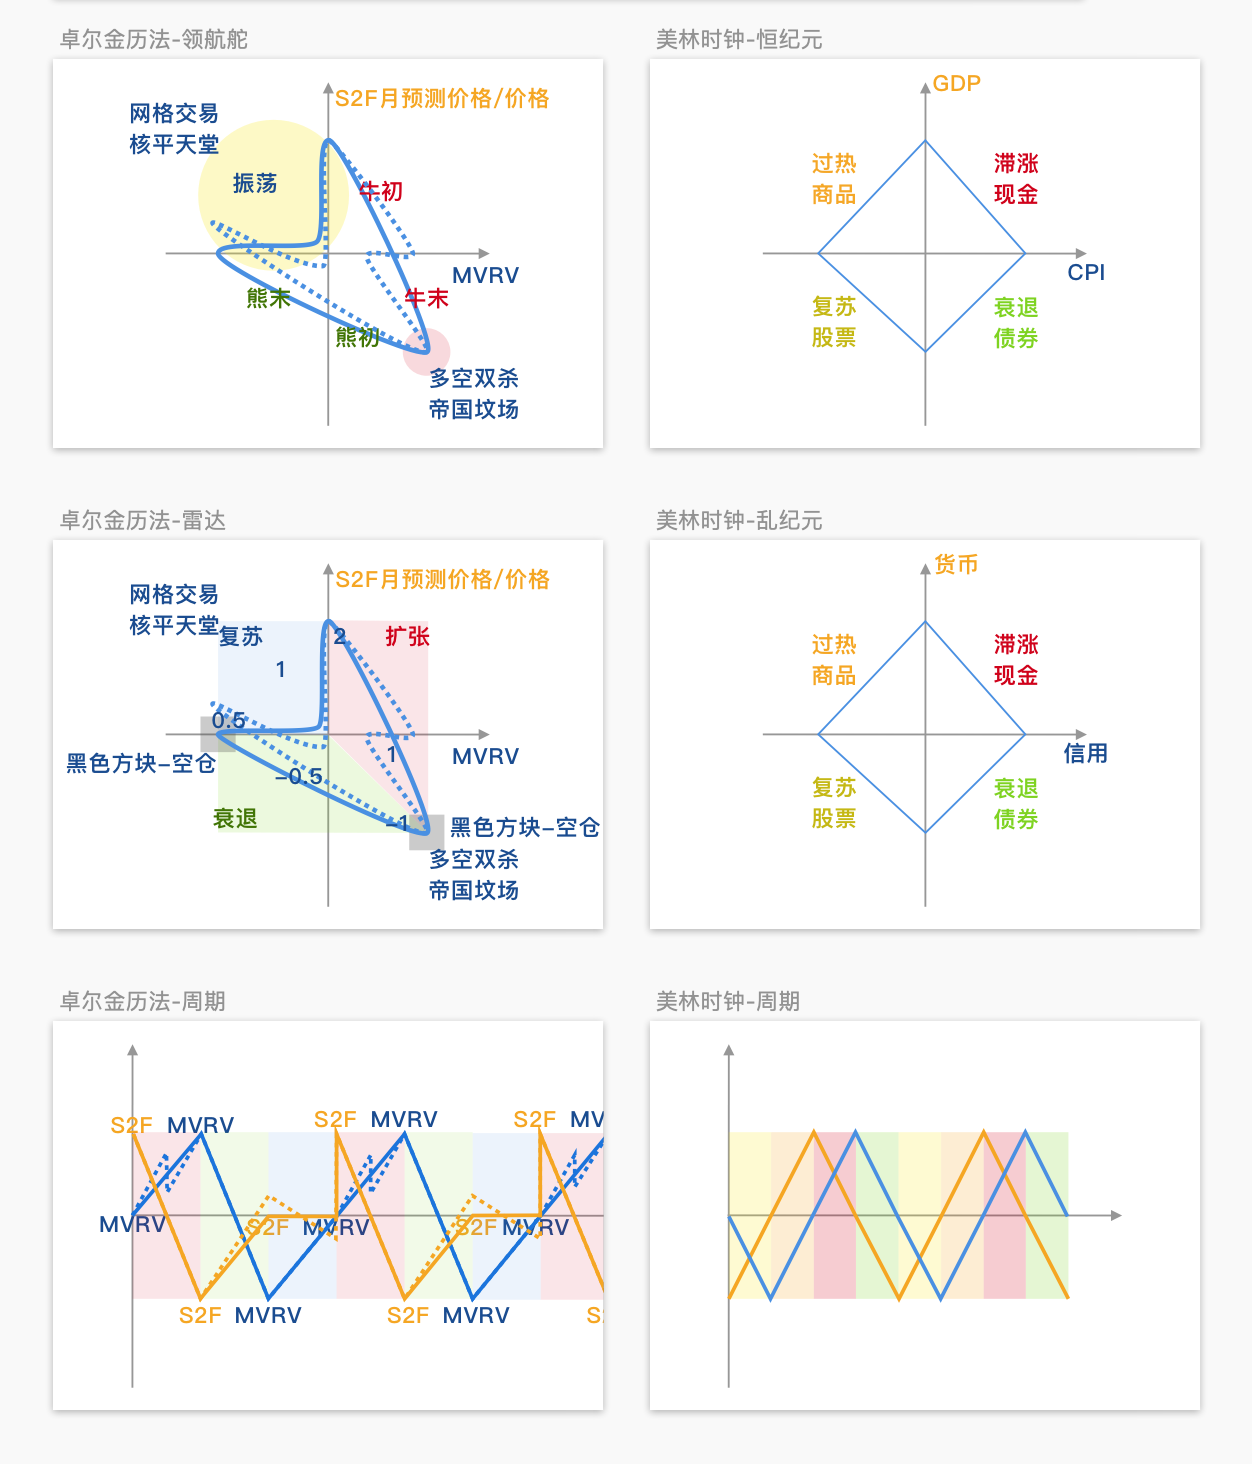 卓尔金历法-领航舵
美林时钟-恒纪元
S2F月预测价格/价格
网格交易
核平天堂
振荡
牛初
MVRV
熊末
牛末
熊初
多空双杀
帝国坟场
GDP
过热
商品
滞涨
现金
CPI
复苏
股票
衰退
债券
卓尔金历法-雷达
美林时钟-乱纪元
S2F月预测价格/价格
网格交易
核平天堂
复苏
2
扩张
1
0.5
MVRV
1
黑色方块-空仓
-0.5
衰退
-1
黑色方块-空仓
多空双杀
帝国坟场
货币
过热
商品
滞涨
现金
信用
复苏
股票
衰退
债券
卓尔金历法-周期
美林时钟-周期
S2F MVRV S2F MVRV S2F MV
MVRV S2F MVRV S2F MVRV
S2F MVRV S2F MVRV S